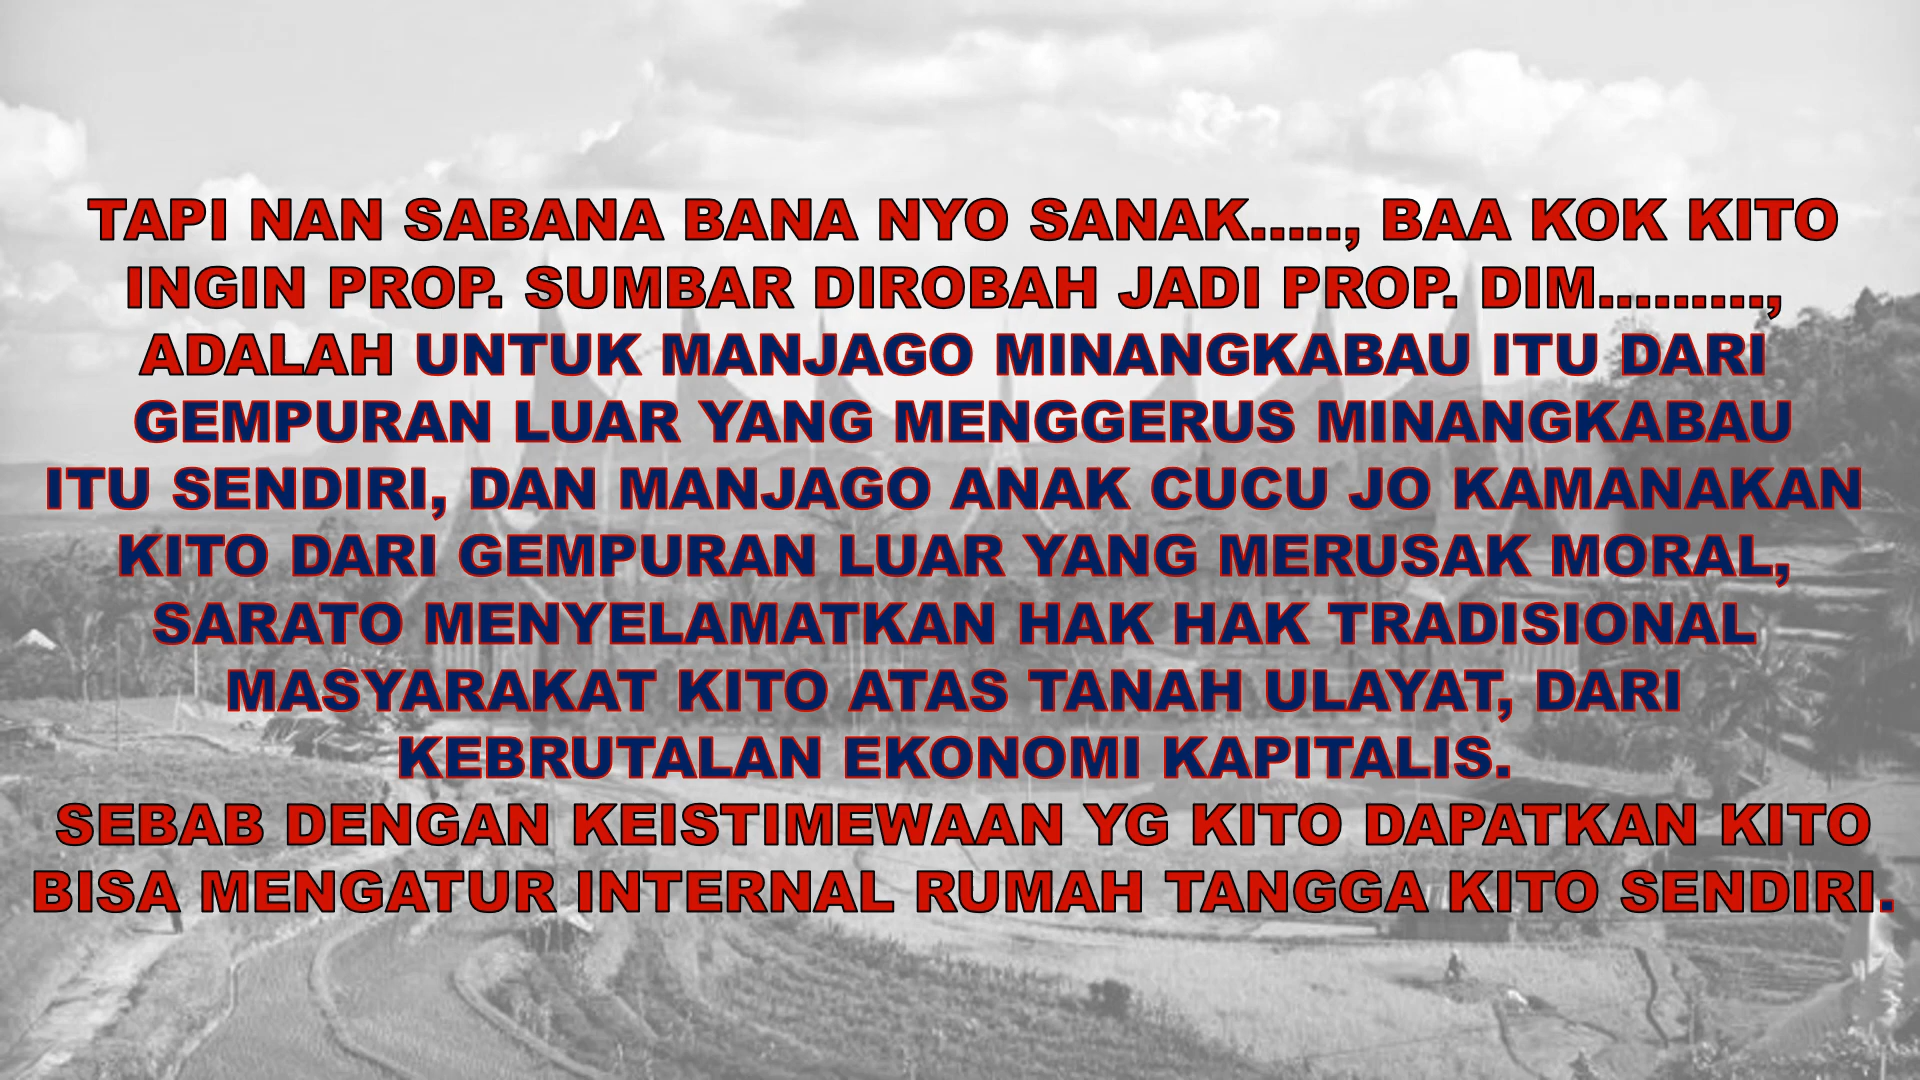 TAPI NAN SABANA BANA NYO SANAK....., BAA KOK KITO
INGIN PROP. SUMBAR DIROBAH JADI PROP. DIM.........,
ADALAH UNTUK MANJAGO MINANGKABAU ITU DARI
GEMPURAN LUAR YANG MENGGERUS MINANGKABAU
ITU SENDIRI, DAN MANJAGO ANAK CUCU JO KAMANAKAN
KITO DARI GEMPURAN LUAR YANG MERUSAK MORAL,
SARATO MENYELAMATKAN HAK HAK TRADISIONAL
MASYARAKAT KITO ATAS TANAH ULAYAT, DARI
KEBRUTALAN EKONOMI KAPITALIS.
SEBAB DENGAN KEISTIMEWAAN YG KITO DAPATKAN KITO
BISA MENGATUR INTERNAL RUMAH TANGGA KITO SENDIRI.